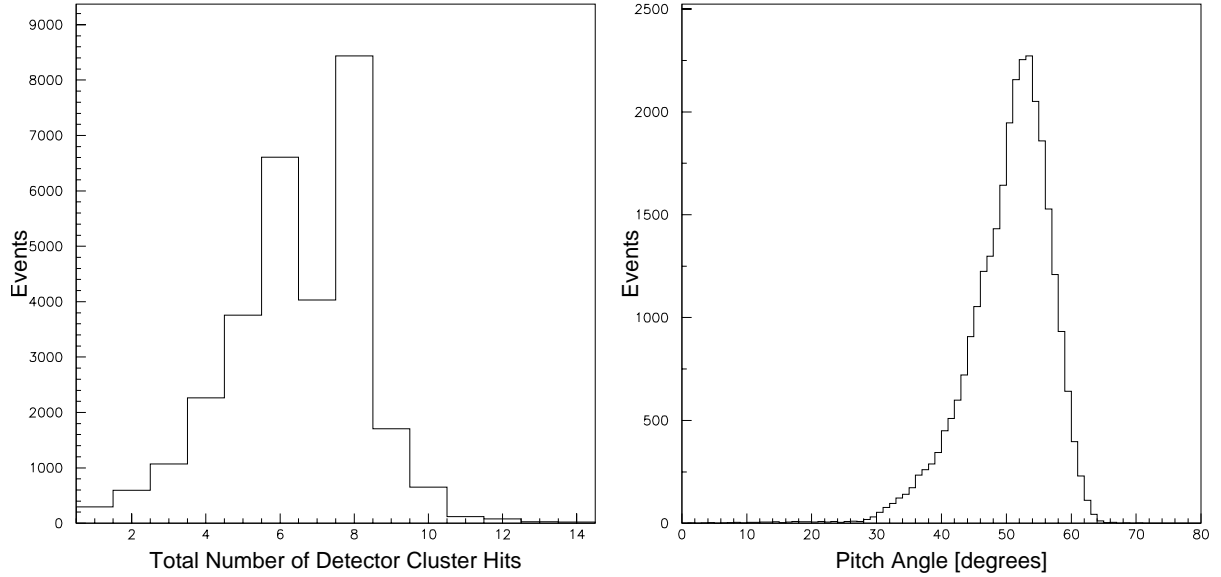 9000
8000
7000
6000
5000
4000
3000
2000
1000
0
Events
2 4 6 8 10 12 14
Total Number of Detector Cluster Hits
2500
2000
1500
1000
500
0
Events
0 10 20 30 40 50 60 70 80
Pitch Angle [degrees]